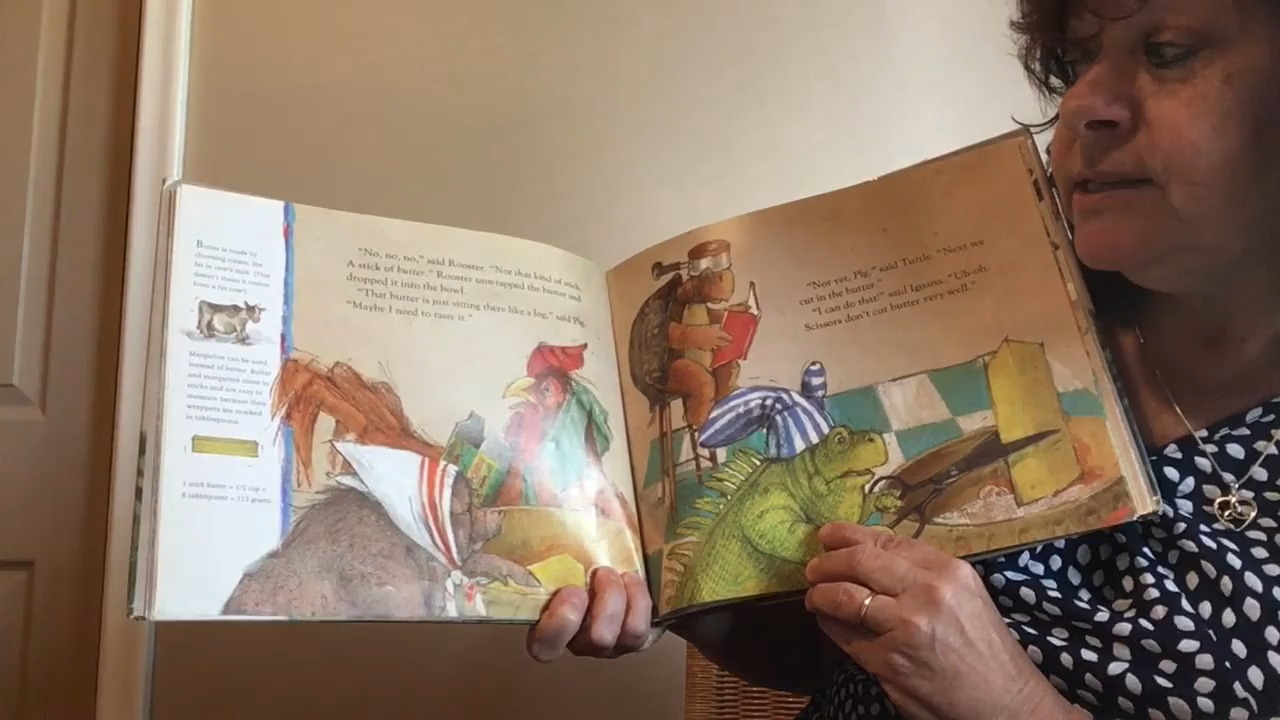 Butter is made by
churning cream, the
fat in cow's milk. (That
doesn't mean it comes
from a fat cow!)
Margarine can be used
instead of butter. Butter
and margarine come in
sticks and are easy to
measure because their
wrappers are marked
in tablespoons.
1 stick butter = 1/2 cup =
8 tablespoons = 113 grams
"No, no, no," said Rooster. "Not that kind of stick.
A stick of butter." Rooster unwrapped the butter and
dropped it into the bowl.
"That butter is just sitting there like a log," said Pig.
"Maybe I need to taste it."
"Not yet, Pig," said Turtle. "Next we
cut in the butter."
"I can do that!" said Iguana. "Uh-oh.
Scissors don't cut butter very well."